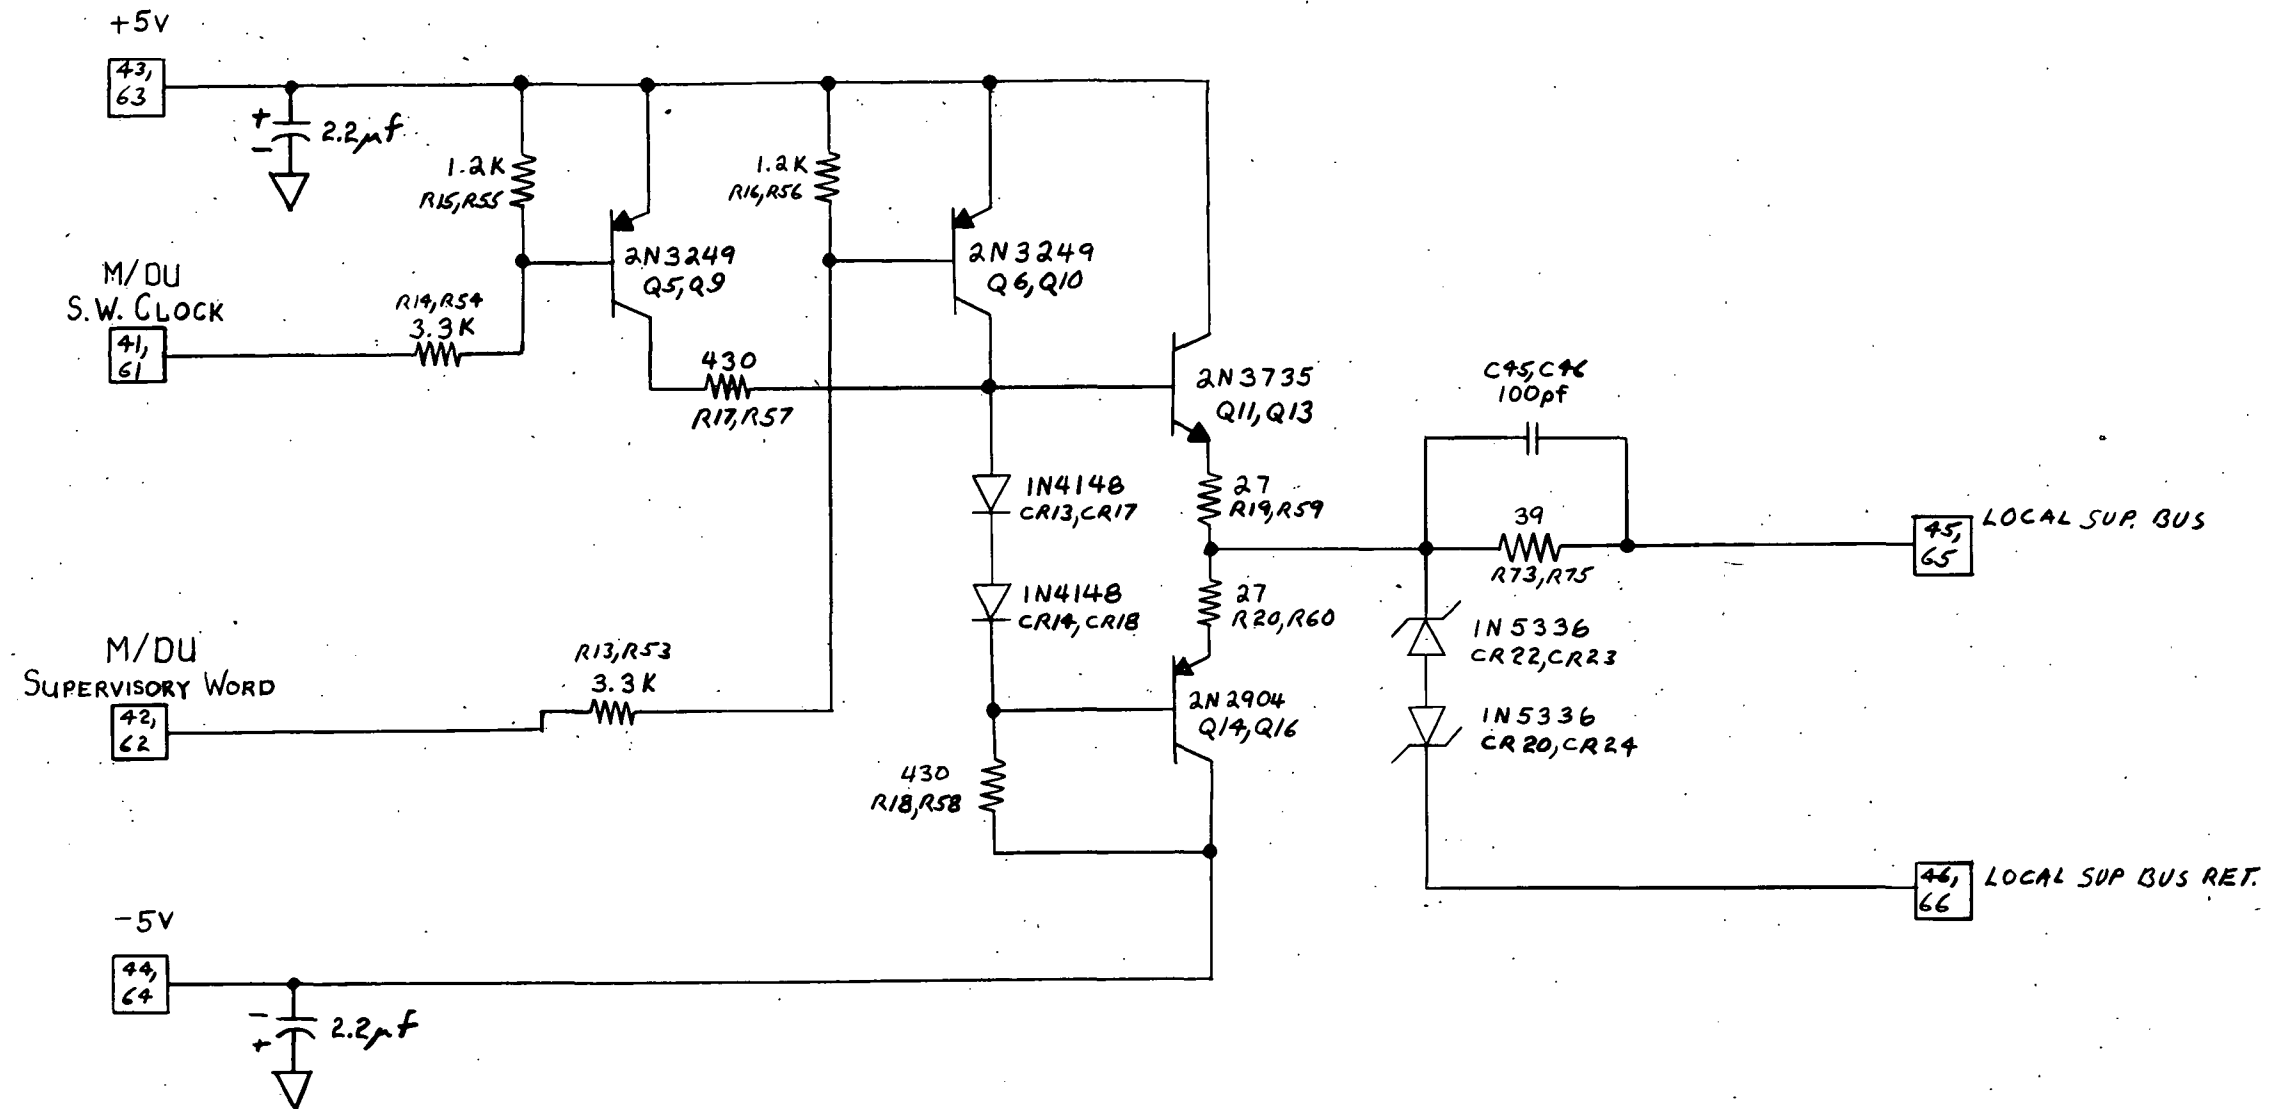 +5V
43,
63
+
-
2.2µf
1.2K
R15,R55
1.2K
R16,R56
2N3249
Q5,Q9
2N3249
Q6,Q10
M/DU
S.W. CLOCK
41,
61
R14,R54
3.3K
430
R17,R57
2N3735
Q11,Q13
C45,C46
100pf
1N4148
CR13,CR17
27
R19,R59
39
R73,R75
45,
65
LOCAL SUP. BUS
1N4148
CR14,CR18
27
R20,R60
1N5336
CR22,CR23
M/DU
SUPERVISORY WORD
42,
62
R13,R53
3.3K
2N2904
Q14,Q16
1N5336
CR20,CR24
430
R18,R58
46,
66
LOCAL SUP BUS RET.
-5V
44,
64
-
+
2.2µf